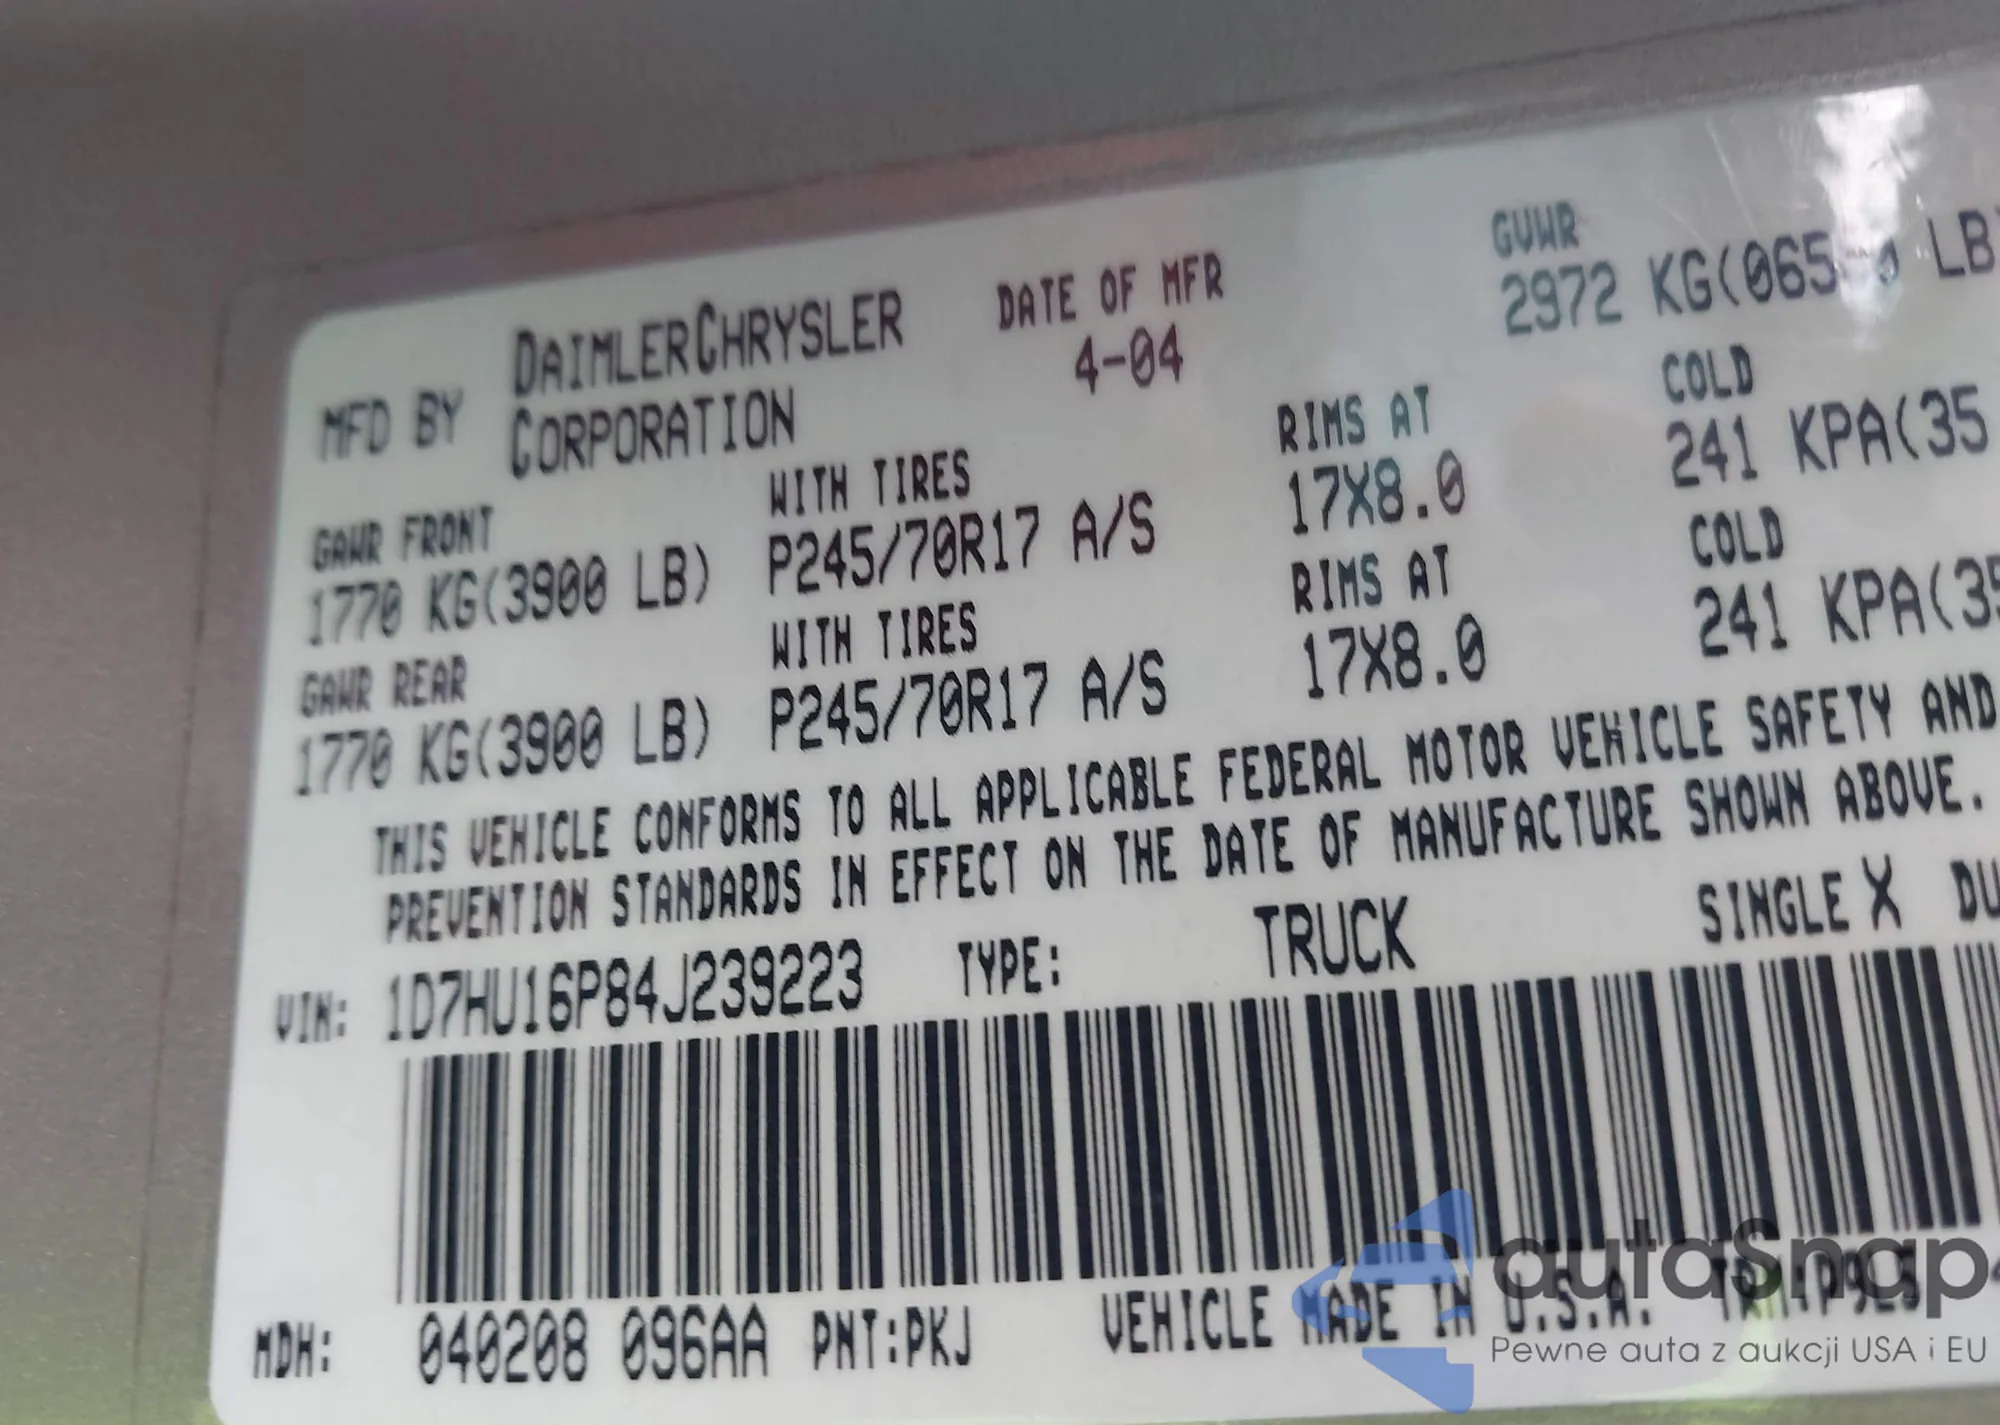 MFD BY DAIMLERCHRYSLER CORPORATION
DATE OF MFR
4-04
GVWR
2972 KG
LB
GAWR FRONT
WITH TIRES
RIMS AT
COLD
1770 KG(3900 LB) P245/70R17 A/S 17X8.0 241 KPA(35
GAWR REAR
WITH TIRES
RIMS AT
COLD
1770 KG(3900 LB) P245/70R17 A/S 17X8.0 241 KPA(35
THIS VEHICLE CONFORMS TO ALL APPLICABLE FEDERAL MOTOR VEHICLE SAFETY AND
PREVENTION STANDARDS IN EFFECT ON THE DATE OF MANUFACTURE SHOWN ABOVE.
VIN: 1D7HU16P84J239223 TYPE: TRUCK SINGLE X DU
MDH: 040208 096AA PNT:PKJ VEHICLE MADE IN U.S.A.
autaSnap
Pewne auta z aukcji USA i EU